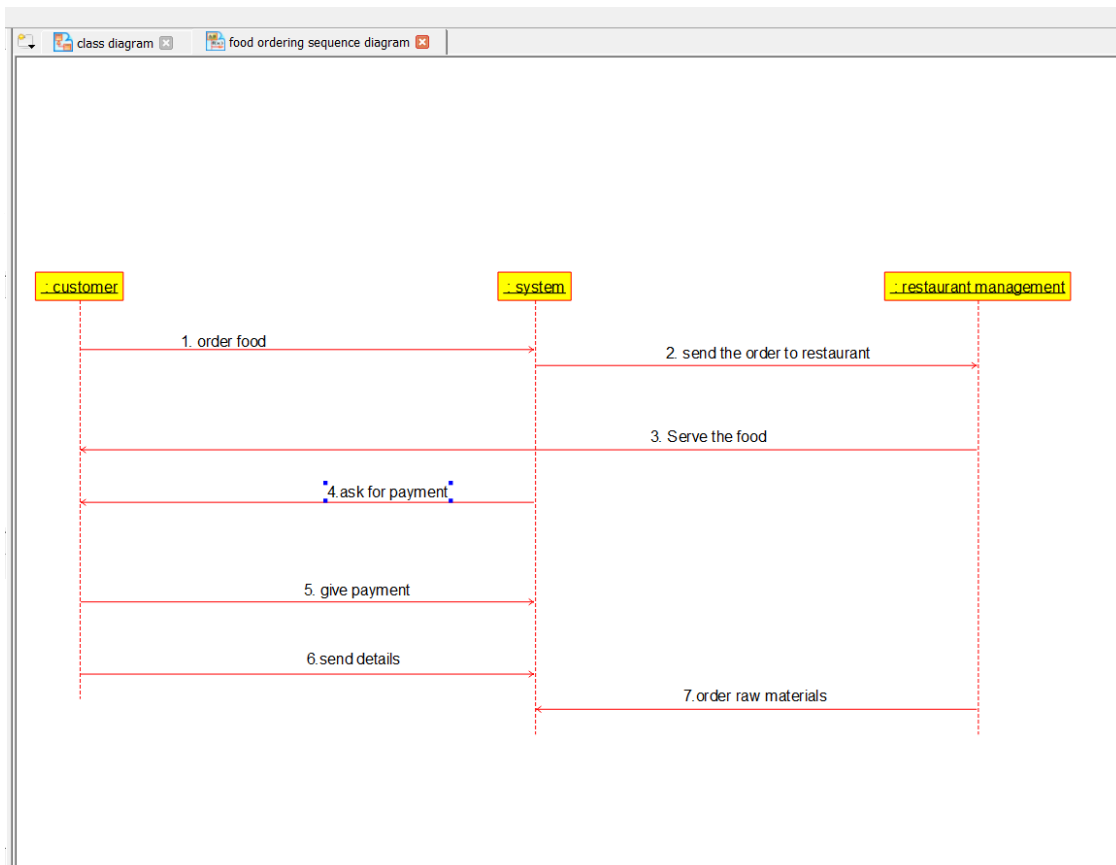 class diagram
food ordering sequence diagram
: customer
: system
: restaurant management
1. order food
2. send the order to restaurant
3. Serve the food
4.ask for payment
5. give payment
6.send details
7.order raw materials